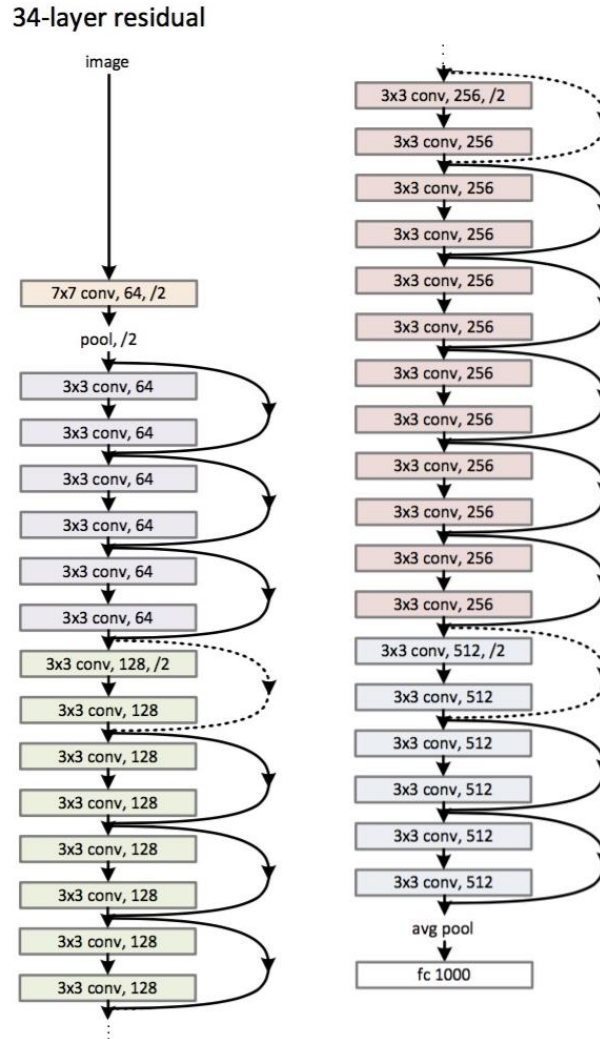 34-layer residual
image
7x7 conv, 64, /2
pool, /2
3x3 conv, 64
3x3 conv, 64
3x3 conv, 64
3x3 conv, 64
3x3 conv, 64
3x3 conv, 64
3x3 conv, 128, /2
3x3 conv, 128
3x3 conv, 128
3x3 conv, 128
3x3 conv, 128
3x3 conv, 128
3x3 conv, 128
3x3 conv, 128
3x3 conv, 256, /2
3x3 conv, 256
3x3 conv, 256
3x3 conv, 256
3x3 conv, 256
3x3 conv, 256
3x3 conv, 256
3x3 conv, 256
3x3 conv, 256
3x3 conv, 256
3x3 conv, 256
3x3 conv, 256
3x3 conv, 512, /2
3x3 conv, 512
3x3 conv, 512
3x3 conv, 512
3x3 conv, 512
3x3 conv, 512
avg pool
fc 1000